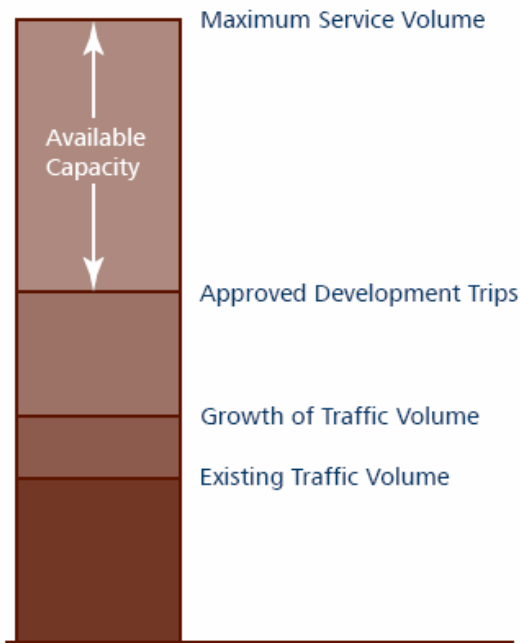 Maximum Service Volume
Available
Capacity
Approved Development Trips
Growth of Traffic Volume
Existing Traffic Volume